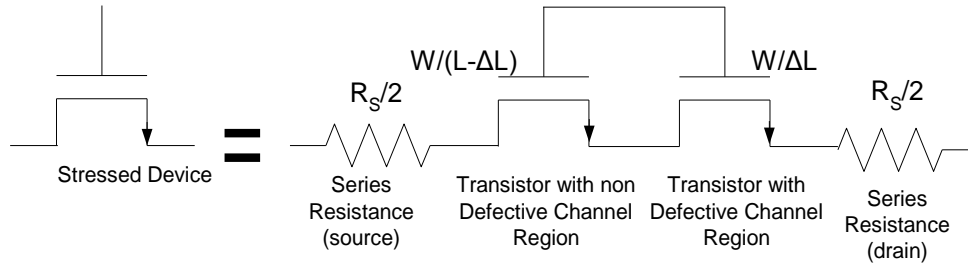 W/(L-ΔL)
W/ΔL
R_S/2
R_S/2
=
Stressed Device
Series
Resistance
(source)
Transistor with non
Defective Channel
Region
Transistor with
Defective Channel
Region
Series
Resistance
(drain)